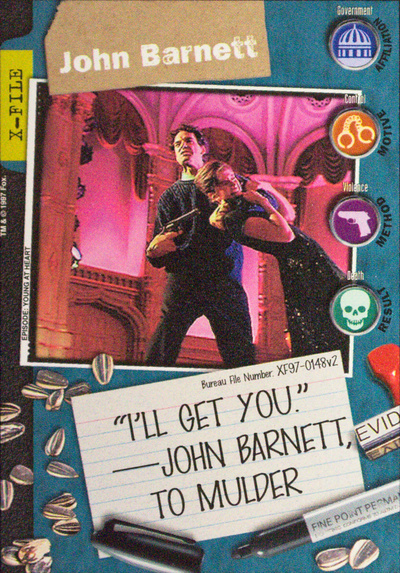 John Barnett
X-FILE
TM & © 1997 Fox.
EPISODE: YOUNG AT HEART
Government
AFFILIATION
Control
MOTIVE
Violence
METHOD
Death
RESULT
Bureau File Number: XF97-0148v2
"I'LL GET YOU."
—JOHN BARNETT,
TO MULDER
EVID
FINE POINT PERMA